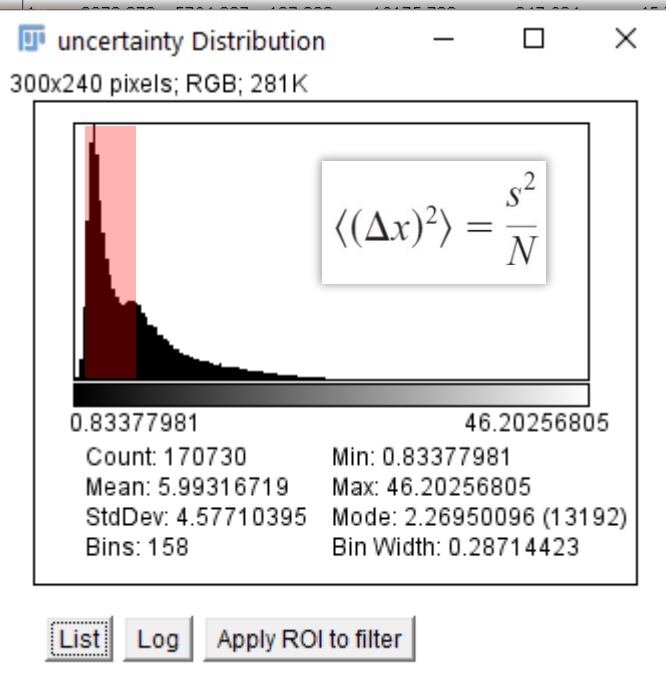 uncertainty Distribution
300x240 pixels; RGB; 281K
⟨(Δx)²⟩ = s²/N
0.83377981 46.20256805
Count: 170730 Min: 0.83377981
Mean: 5.99316719 Max: 46.20256805
StdDev: 4.57710395 Mode: 2.26950096 (13192)
Bins: 158 Bin Width: 0.28714423
List Log Apply ROI to filter